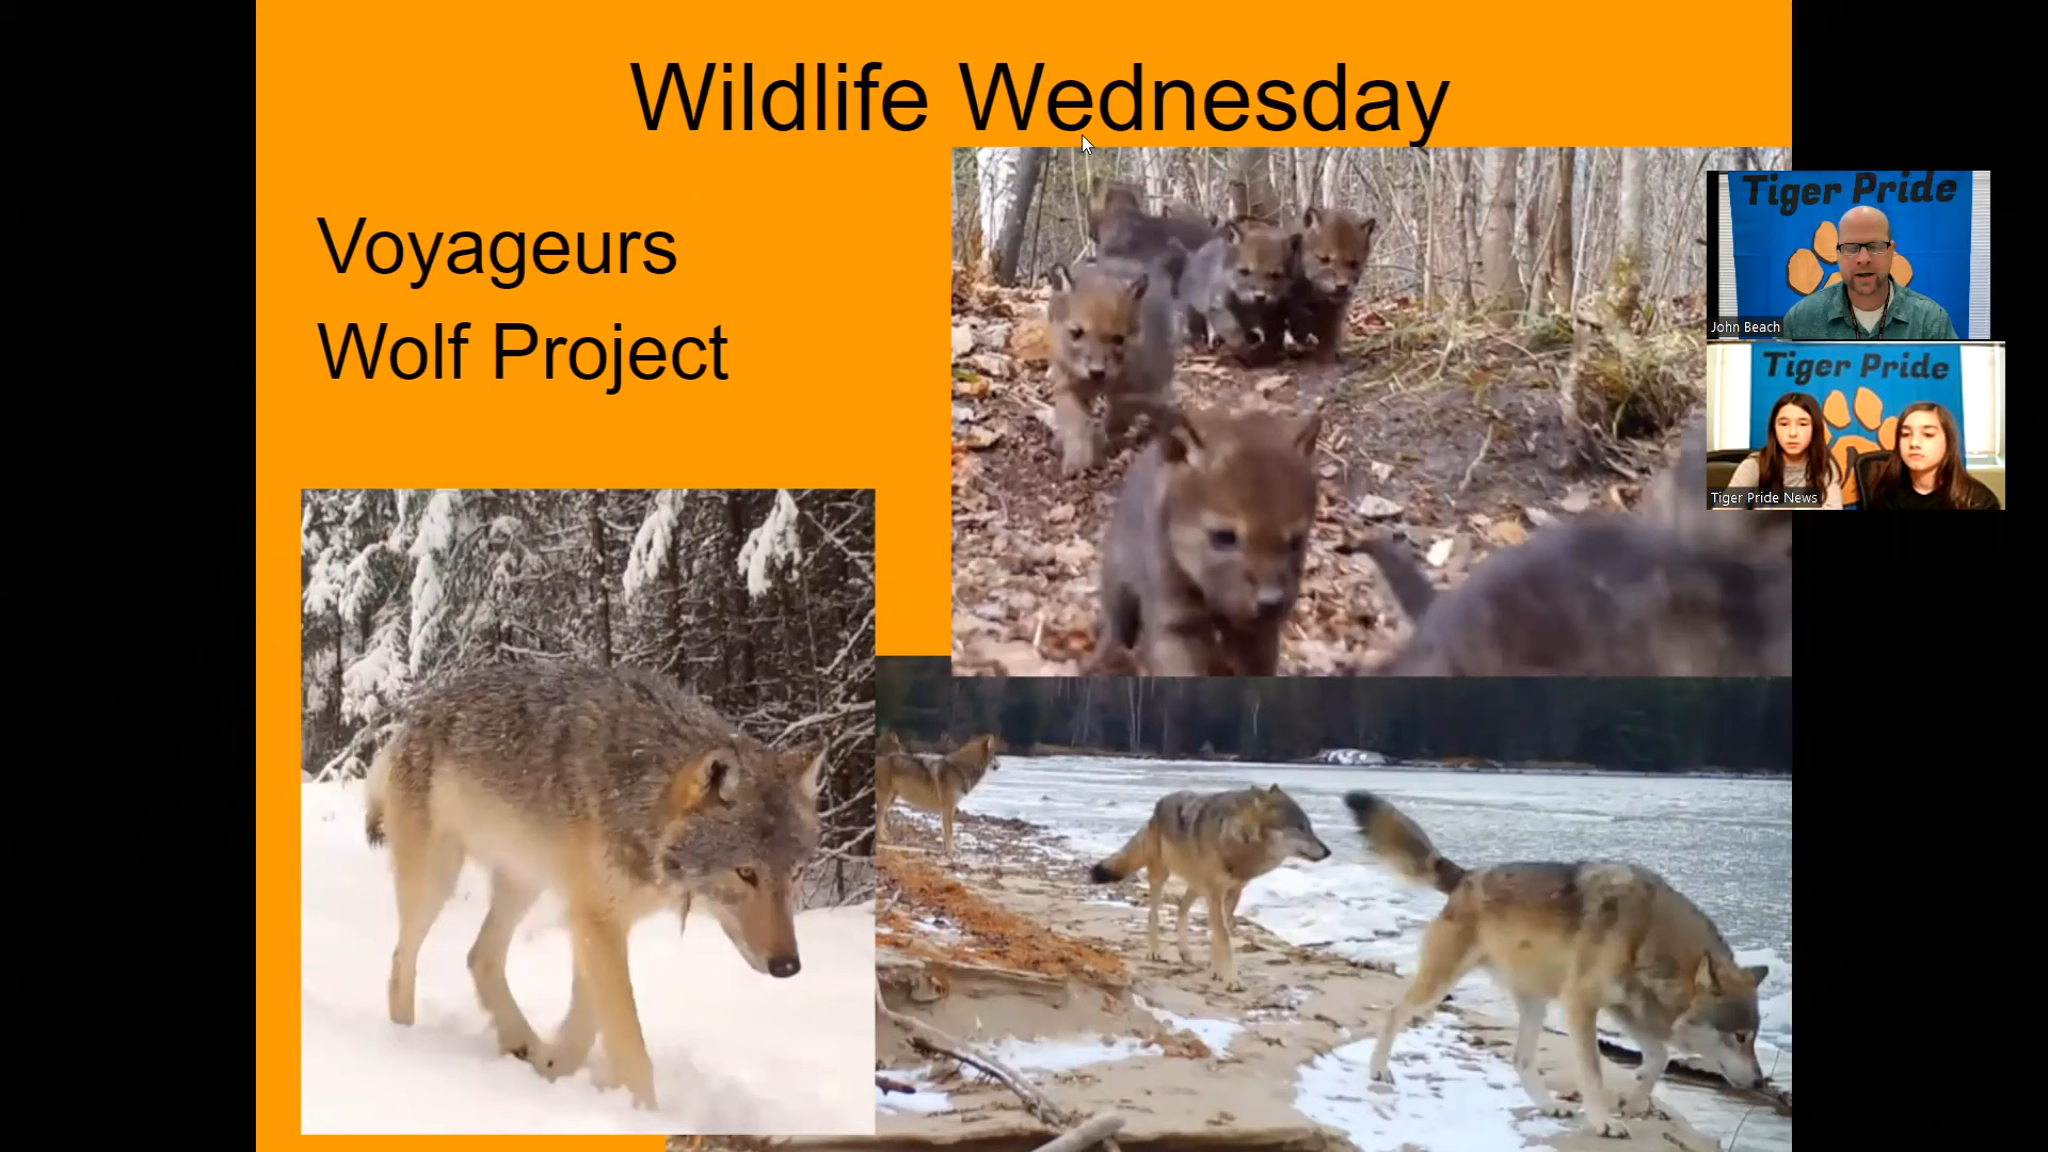 Wildlife Wednesday
Voyageurs
Wolf Project
Tiger Pride
John Beach
Tiger Pride
Tiger Pride News